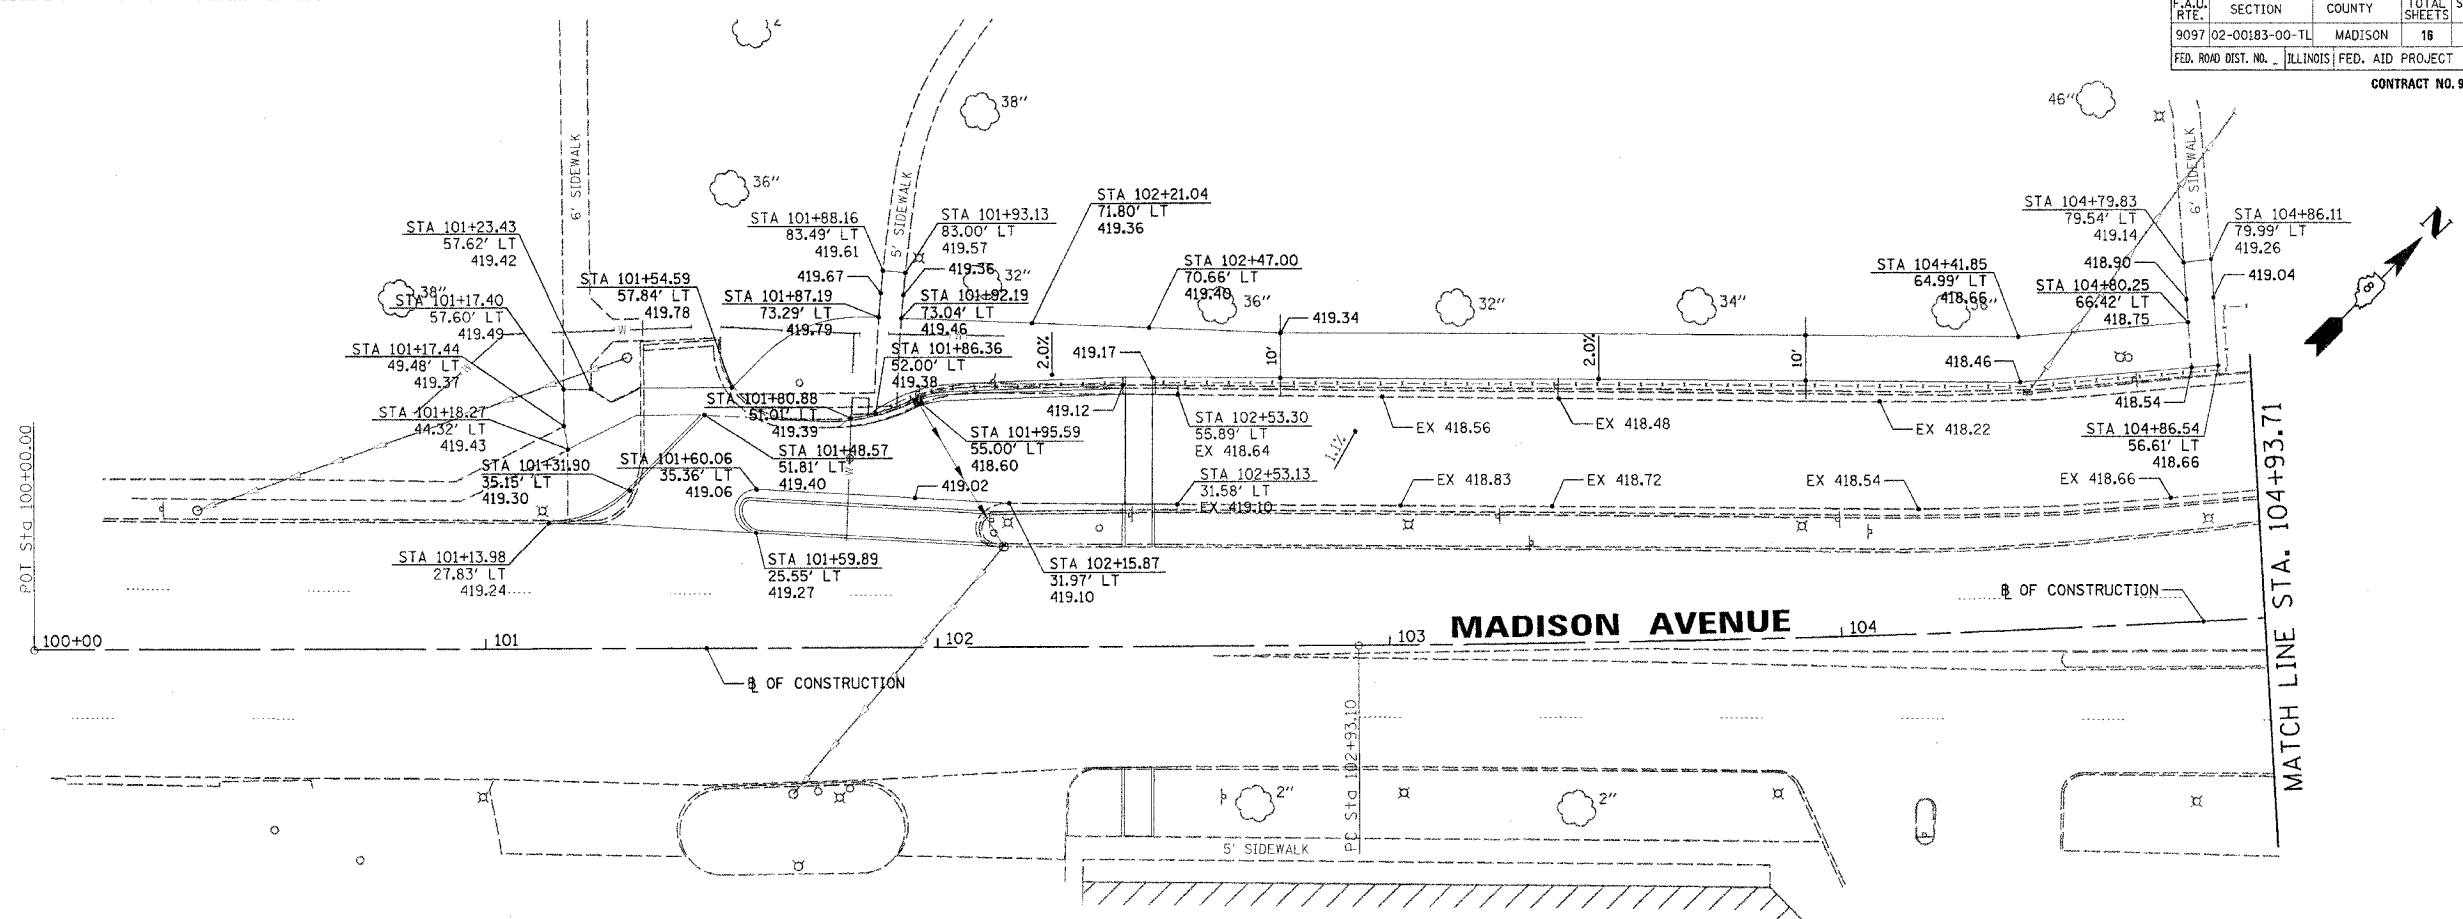 F.A.U. RTE.
SECTION
COUNTY
TOTAL SHEETS
9097
02-00183-00-TL
MADISON
16
FED. ROAD DIST. NO. _
ILLINOIS
FED. AID PROJECT
CONTRACT NO. 9
46"
38"
36"
6' SIDEWALK
5' SIDEWALK
6' SIDEWALK
N
STA 101+23.43
57.62' LT
419.42
38"
STA 101+17.40
57.60' LT
419.49
STA 101+17.44
49.48' LT
419.37
STA 101+18.27
44.32' LT
419.43
STA 101+31.90
35.15' LT
419.30
STA 101+13.98
27.83' LT
419.24
STA 101+54.59
57.84' LT
419.78
W
STA 101+88.16
83.49' LT
419.61
419.67
STA 101+87.19
73.29' LT
419.79
STA 101+93.13
83.00' LT
419.57
419.36
32"
STA 101+92.19
73.04' LT
419.46
STA 101+86.36
52.00' LT
419.38
STA 101+80.88
51.01' LT
419.39
STA 101+48.57
51.81' LT
419.40
STA 101+60.06
35.36' LT
419.06
419.02
STA 101+95.59
55.00' LT
418.60
STA 101+59.89
25.55' LT
419.27
STA 102+15.87
31.97' LT
419.10
STA 102+21.04
71.80' LT
419.36
STA 102+47.00
70.66' LT
419.40
36"
419.34
32"
34"
2.0%
419.17
10'
2.0%
10'
419.12
STA 102+53.30
55.89' LT
EX 418.64
STA 102+53.13
31.58' LT
EX 419.10
1.1%
EX 418.56
EX 418.48
EX 418.22
EX 418.83
EX 418.72
EX 418.54
EX 418.66
STA 104+41.85
64.99' LT
418.66
418.46
STA 104+79.83
79.54' LT
419.14
418.90
STA 104+80.25
66.42' LT
418.75
STA 104+86.11
79.99' LT
419.26
419.04
418.54
STA 104+86.54
56.61' LT
418.66
POT Sta 100+00.00
100+00
101
102
103
104
MADISON AVENUE
℄ OF CONSTRUCTION
℄ OF CONSTRUCTION
MATCH LINE STA. 104+93.71
PC Sta 102+93.10
2"
2"
5' SIDEWALK